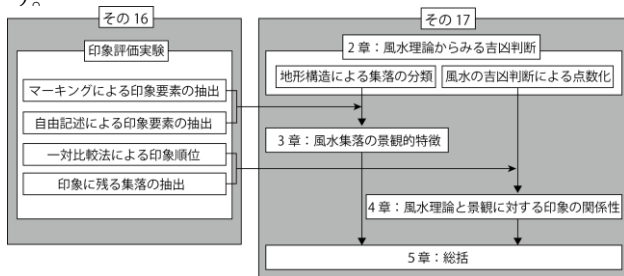 す。
その 16
印象評価実験
マーキングによる印象要素の抽出
自由記述による印象要素の抽出
一対比較法による印象順位
印象に残る集落の抽出
その 17
2 章：風水理論からみる吉凶判断
地形構造による集落の分類
風水の吉凶判断による点数化
3 章：風水集落の景観的特徴
4 章：風水理論と景観に対する印象の関係性
5 章：総括